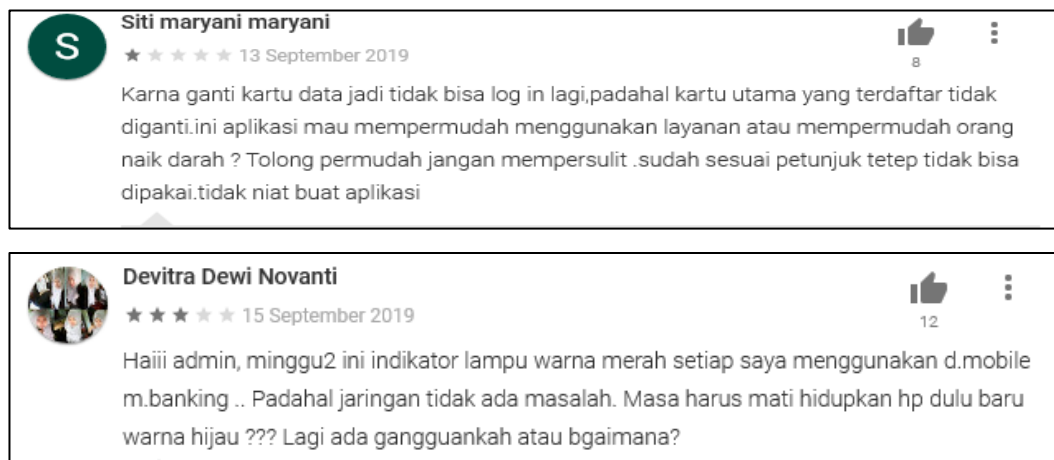 Siti maryani maryani
S
13 September 2019
8
Karna ganti kartu data jadi tidak bisa log in lagi,padahal kartu utama yang terdaftar tidak
diganti.ini aplikasi mau mempermudah menggunakan layanan atau mempermudah orang
naik darah ? Tolong permudah jangan mempersulit .sudah sesuai petunjuk tetep tidak bisa
dipakai.tidak niat buat aplikasi
Devitra Dewi Novanti
15 September 2019
12
Haiii admin, minggu2 ini indikator lampu warna merah setiap saya menggunakan d.mobile
m.banking .. Padahal jaringan tidak ada masalah. Masa harus mati hidupkan hp dulu baru
warna hijau ??? Lagi ada gangguankah atau bgaimana?